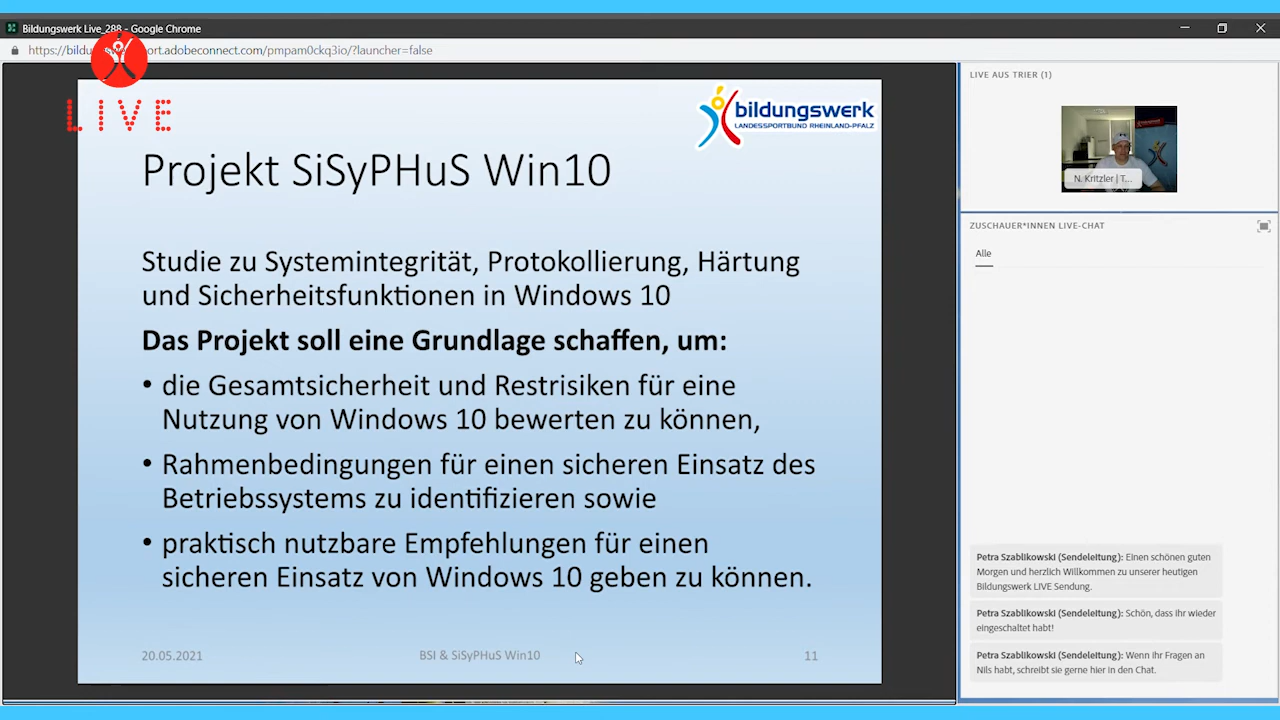 Bildungswerk Live_288 - Google Chrome
https://bildu
ort.adobeconnect.com/pmpam0ckq3io/?launcher=false
LIVE
bildungswerk
LANDESSPORTBUND RHEINLAND-PFALZ
Projekt SiSyPHuS Win10
Studie zu Systemintegrität, Protokollierung, Härtung
und Sicherheitsfunktionen in Windows 10
Das Projekt soll eine Grundlage schaffen, um:
• die Gesamtsicherheit und Restrisiken für eine
Nutzung von Windows 10 bewerten zu können,
• Rahmenbedingungen für einen sicheren Einsatz des
Betriebssystems zu identifizieren sowie
• praktisch nutzbare Empfehlungen für einen
sicheren Einsatz von Windows 10 geben zu können.
20.05.2021
BSI & SiSyPHuS Win10
11
LIVE AUS TRIER (1)
N. Kritzler | T...
ZUSCHAUER*INNEN LIVE-CHAT
Alle
Petra Szablikowski (Sendeleitung): Einen schönen guten
Morgen und herzlich Willkommen zu unserer heutigen
Bildungswerk LIVE Sendung.
Petra Szablikowski (Sendeleitung): Schön, dass ihr wieder
eingeschaltet habt!
Petra Szablikowski (Sendeleitung): Wenn ihr Fragen an
Nils habt, schreibt sie gerne hier in den Chat.